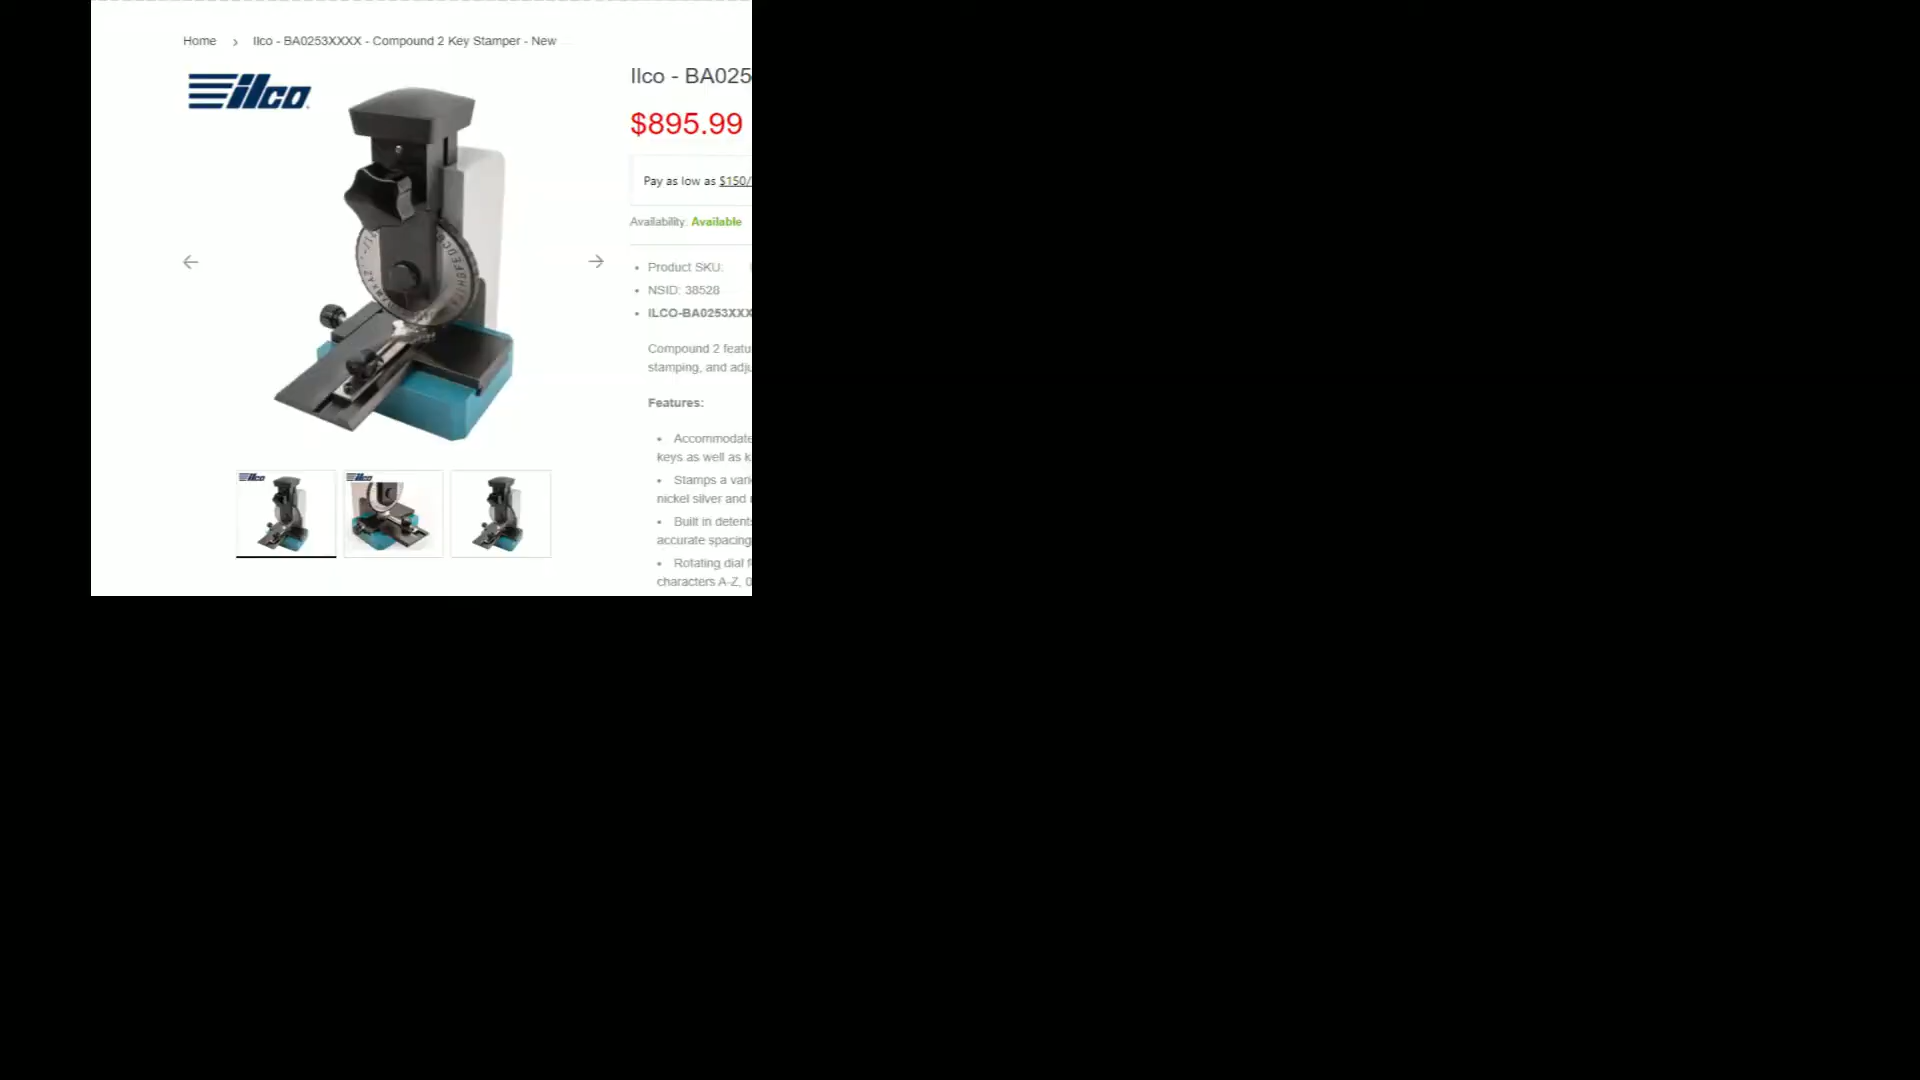 Home > Ilco - BA0253XXXX - Compound 2 Key Stamper - New
ilco
Ilco - BA025
$895.99
Pay as low as $150/
Availability: Available
• Product SKU:
• NSID: 38528
• ILCO-BA0253XXX
Compound 2 featu
stamping, and adju
Features:
• Accommodate
keys as well as k
• Stamps a vari
nickel silver and
• Built in detent
accurate spacing
• Rotating dial f
characters A-Z, 0